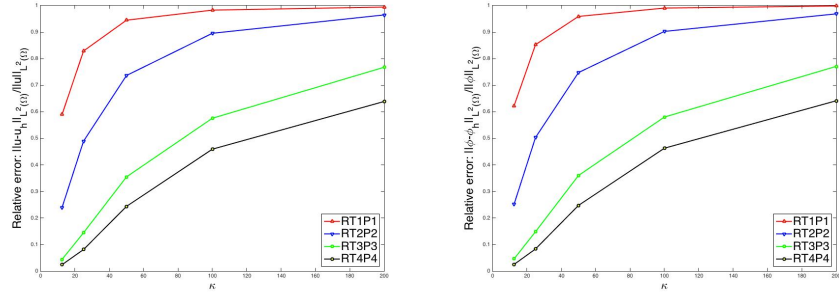 Relative error: ||u-u_h||_L²(Ω)/||u||_L²(Ω)
1
0.9
0.8
0.7
0.6
0.5
0.4
0.3
0.2
0.1
0
0 20 40 60 80 100 120 140 160 180 200
κ
RT1P1
RT2P2
RT3P3
RT4P4
Relative error: ||ϕ-ϕ_h||_L²(Ω)/||ϕ||_L²(Ω)
1
0.9
0.8
0.7
0.6
0.5
0.4
0.3
0.2
0.1
0
0 20 40 60 80 100 120 140 160 180 200
κ
RT1P1
RT2P2
RT3P3
RT4P4